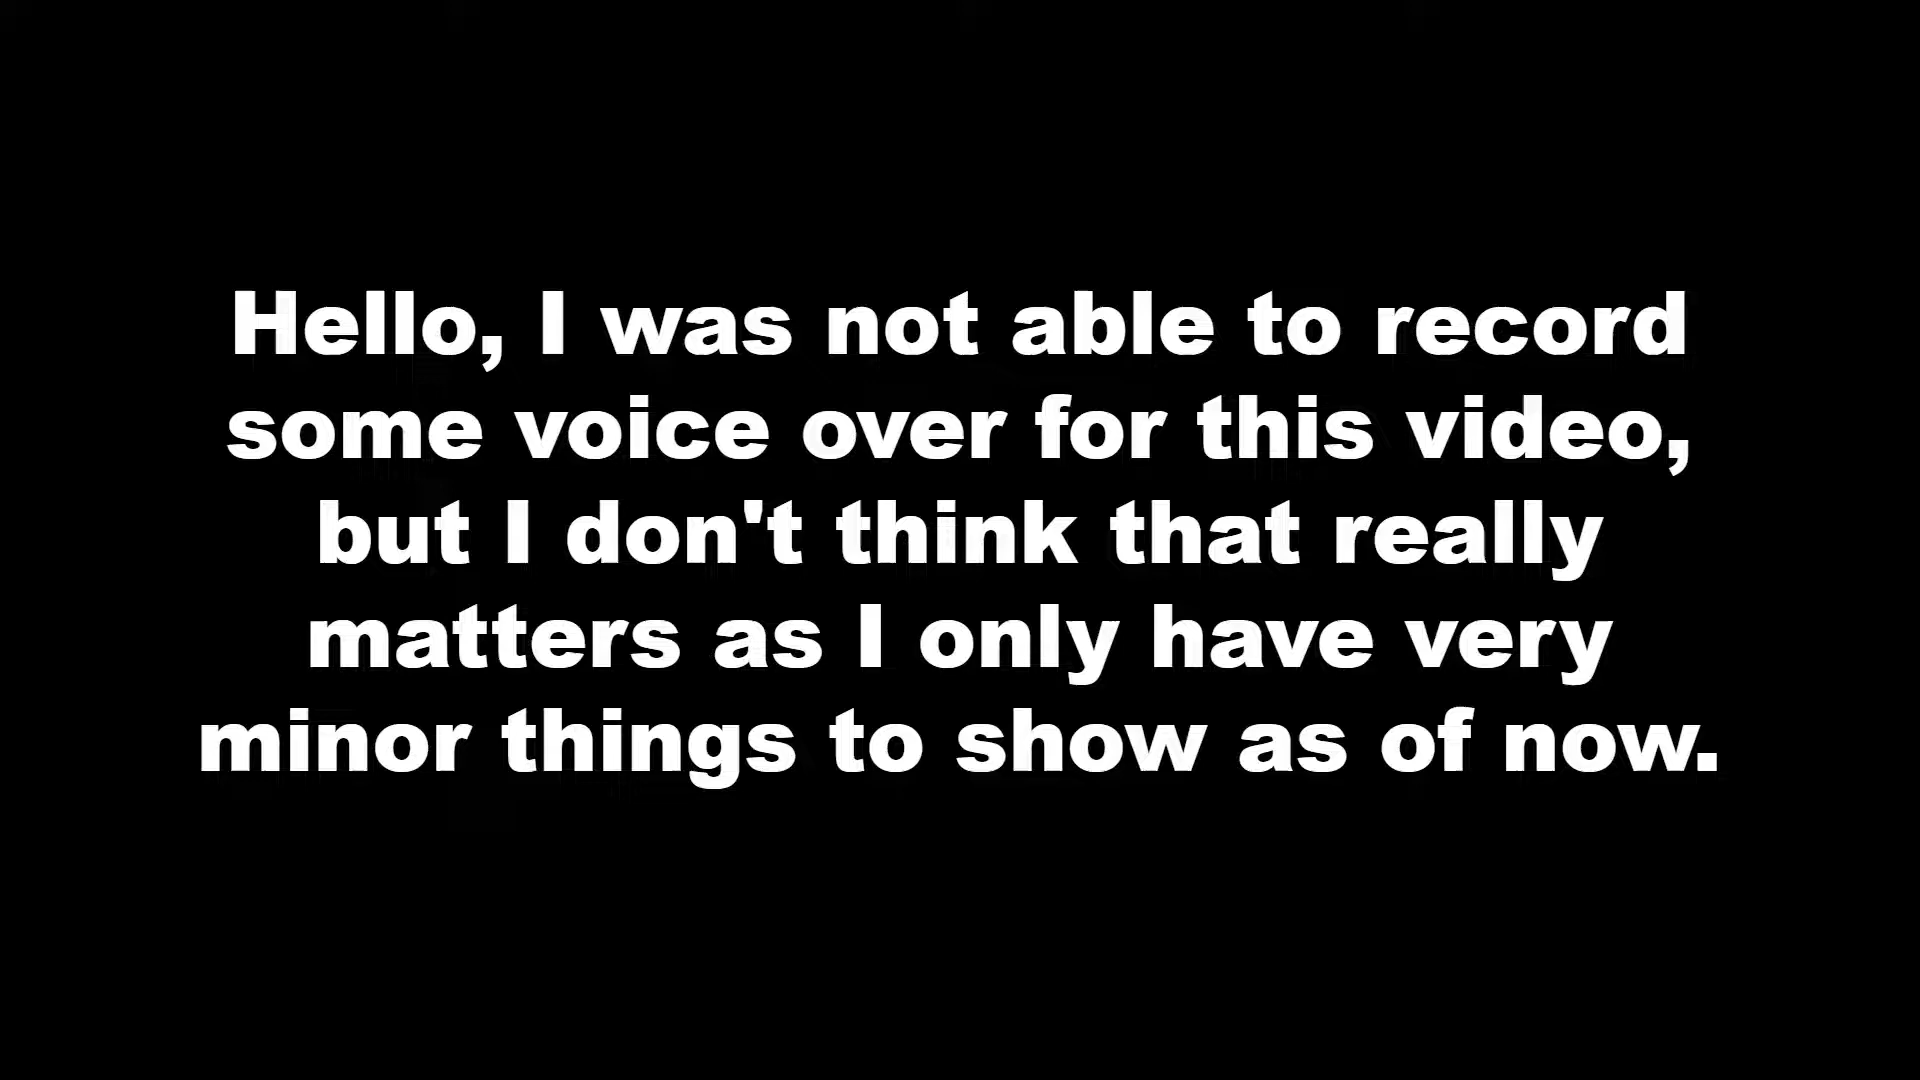 Hello, I was not able to record
some voice over for this video,
but I don't think that really
matters as I only have very
minor things to show as of now.